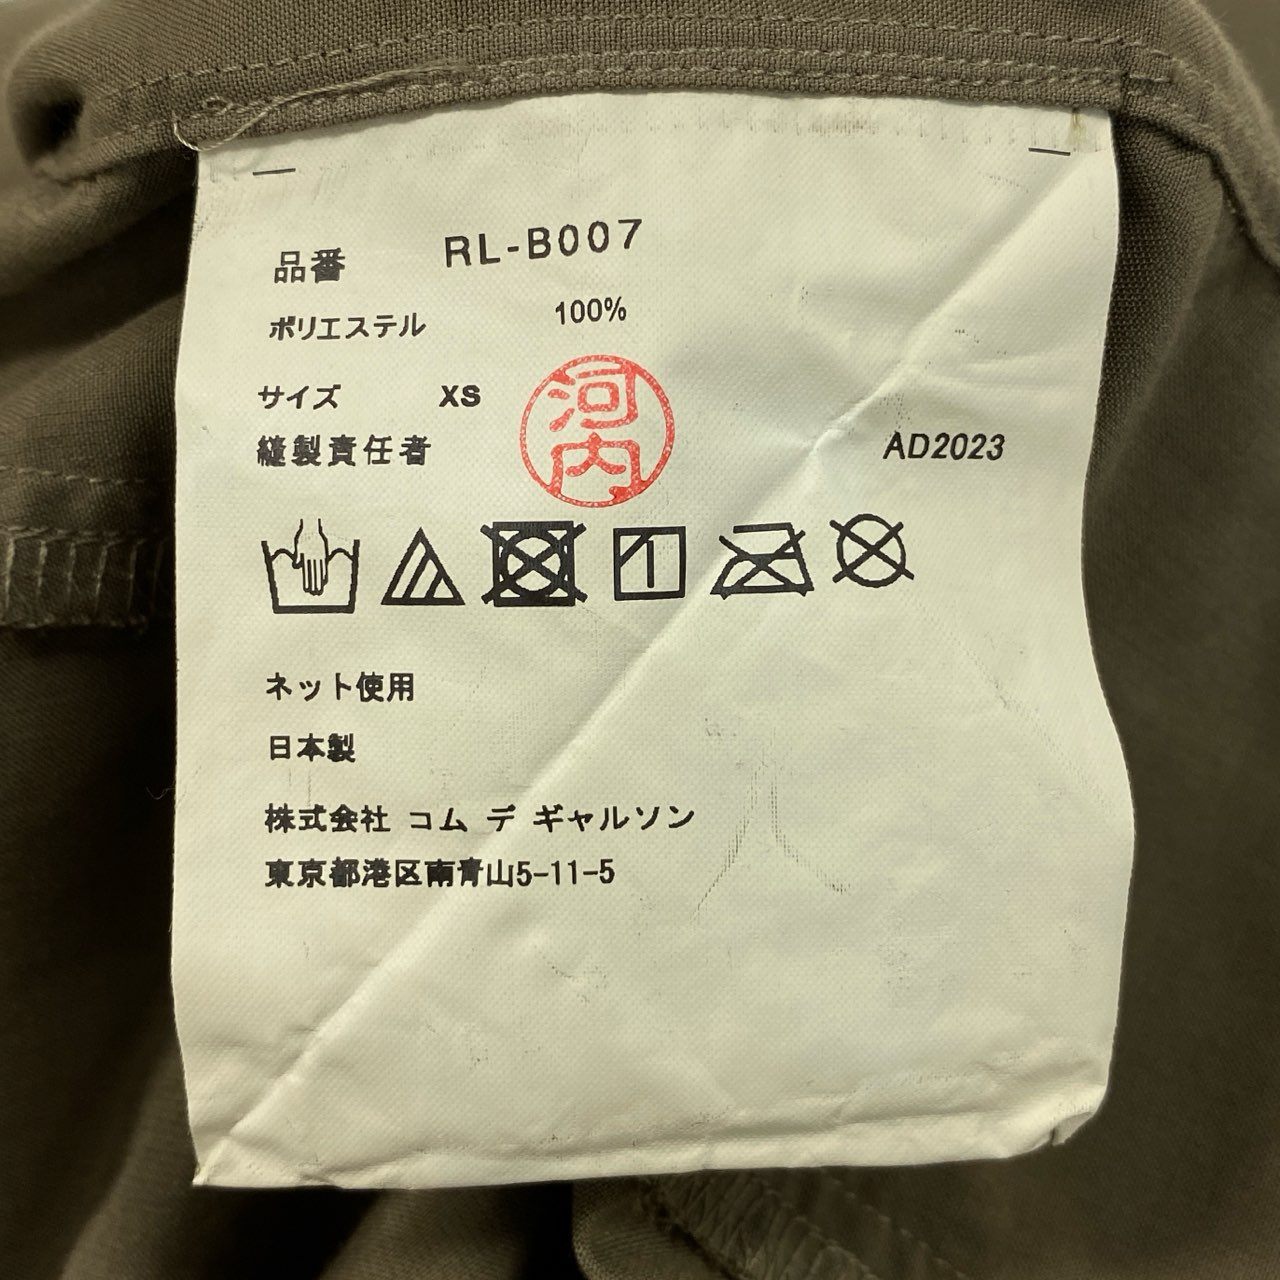 品番 RL-B007
ポリエステル 100%
サイズ XS
河内
縫製責任者 AD2023
ネット使用
日本製
株式会社 コム デ ギャルソン
東京都港区南青山5-11-5